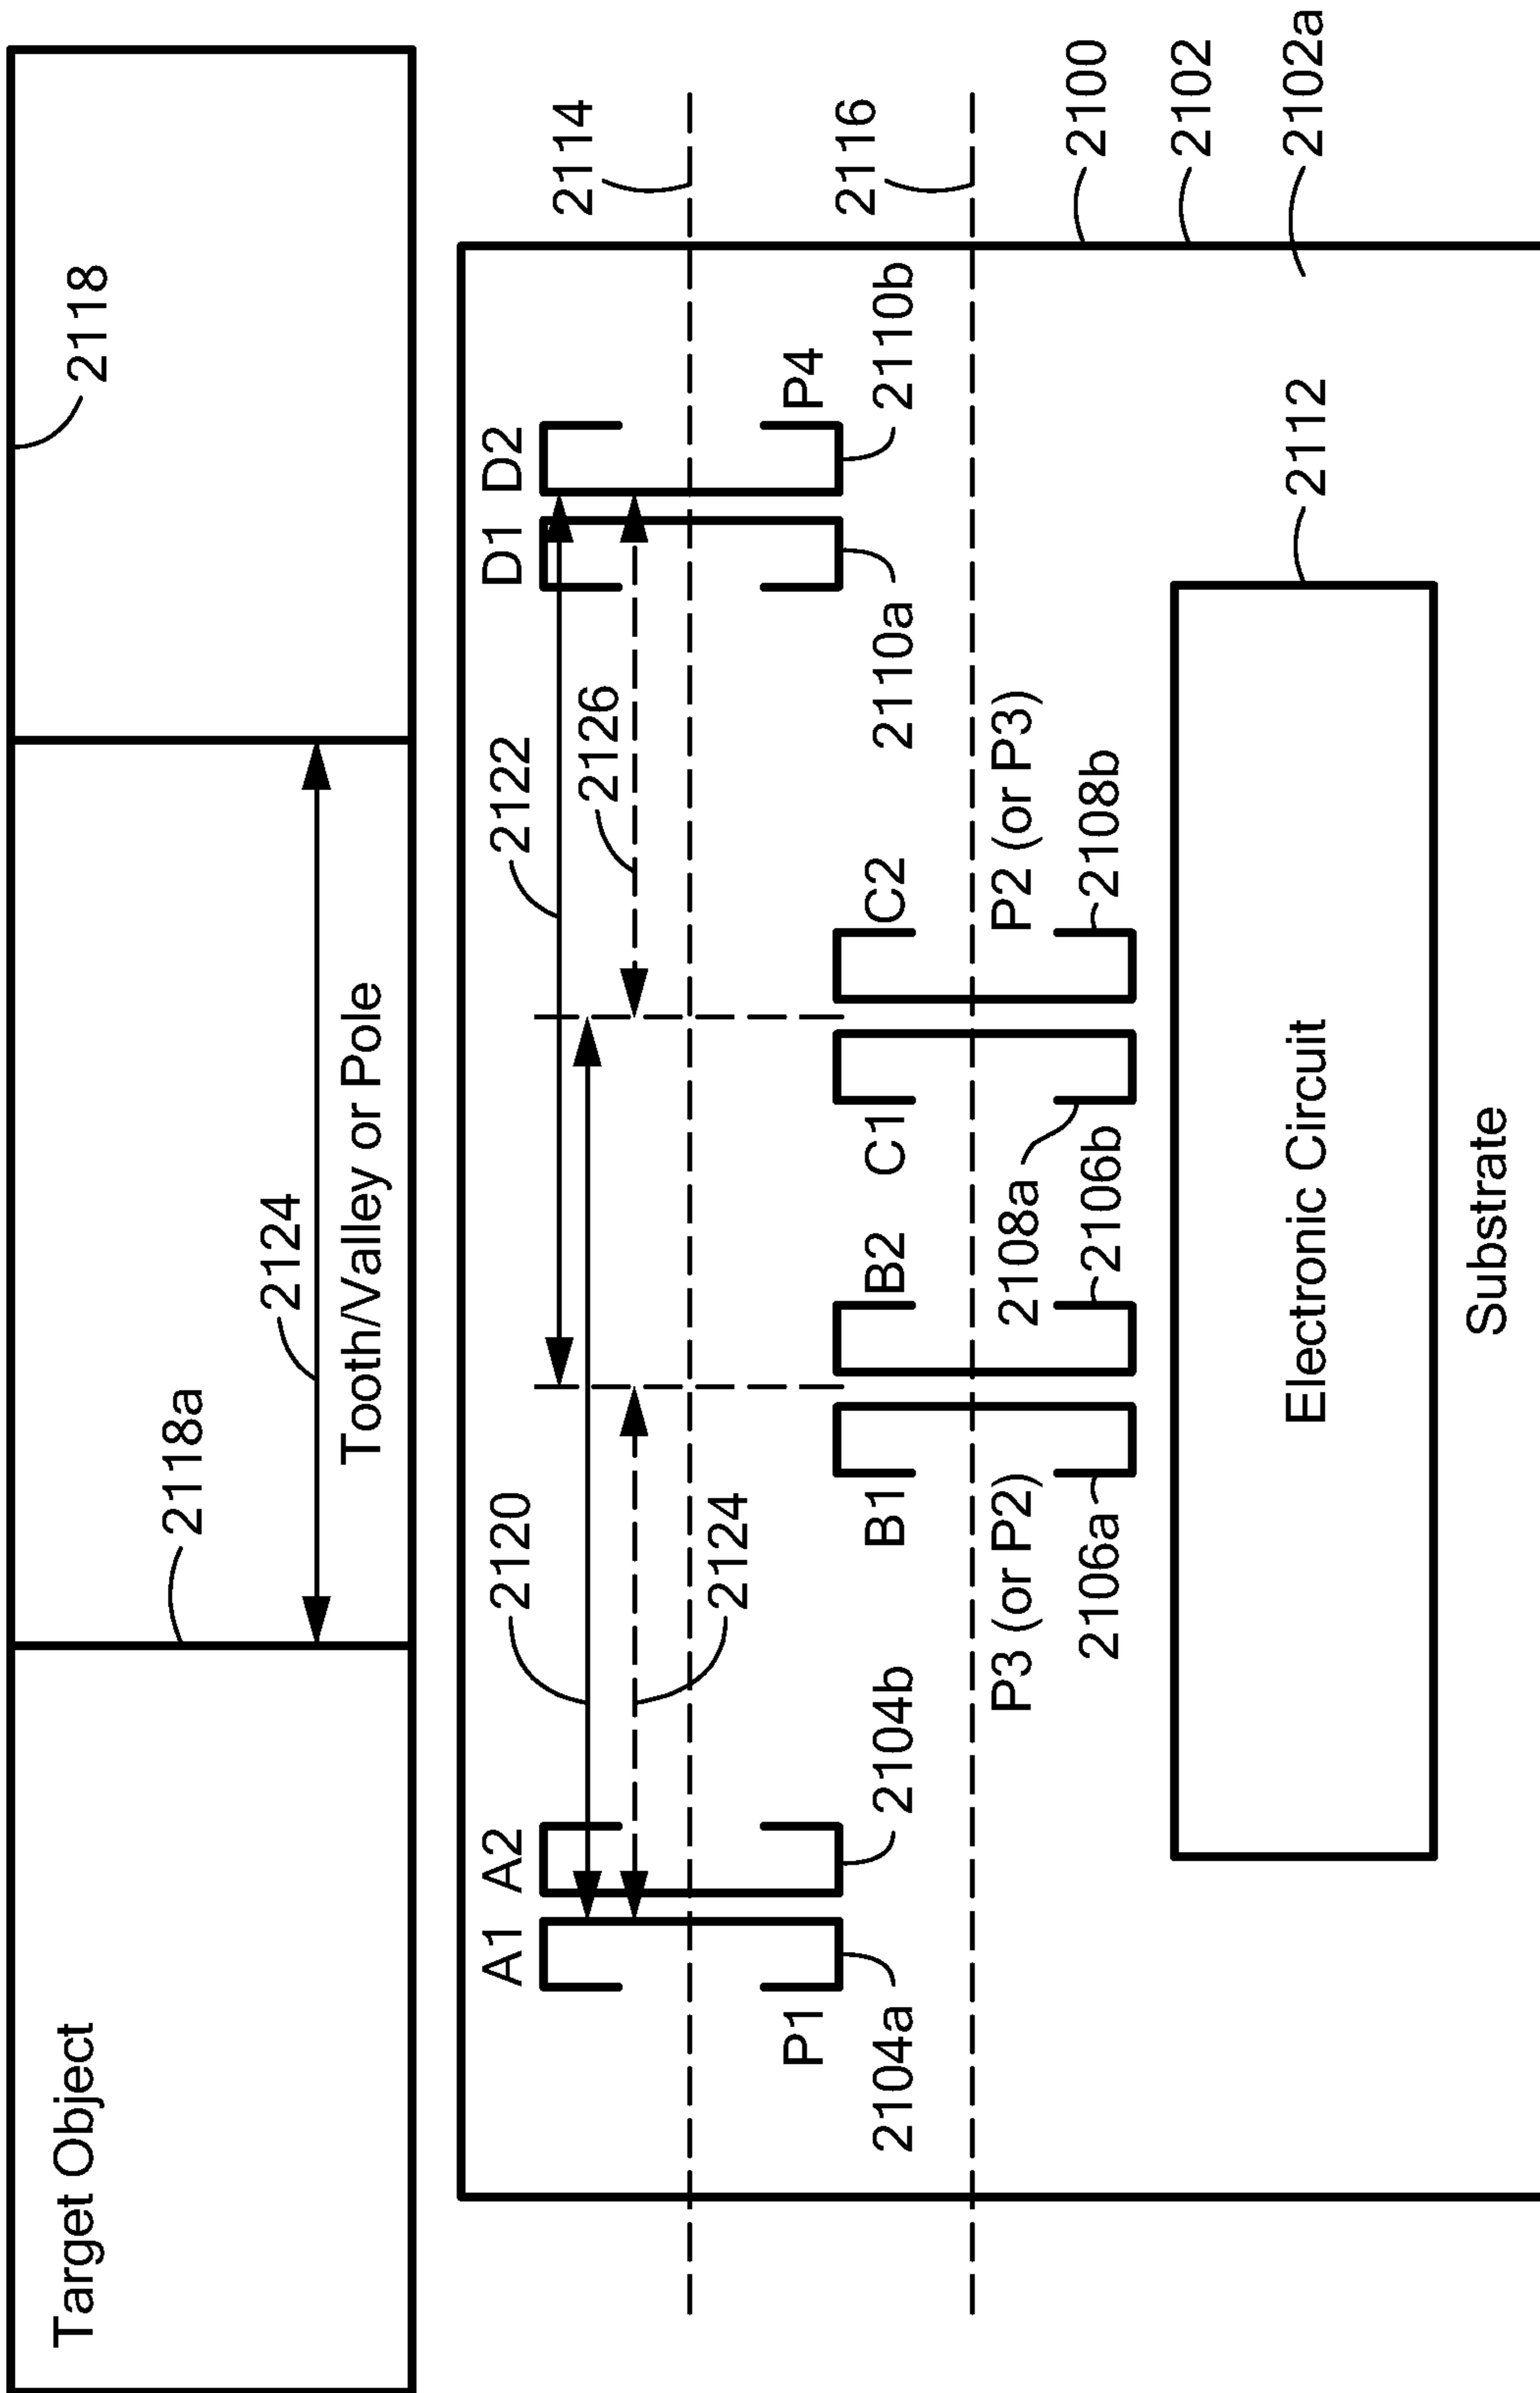 Target Object
2118
2118a
2124
Tooth/Valley or Pole
2120
2122
2114
A1
A2
D1
D2
2126
2124
P1
P4
2116
2104a
2104b
B1
B2
C1
C2
2110a
2110b
P3 (or P2)
2108a
P2 (or P3)
2106a
2106b
2108b
2100
2102
2102a
Electronic Circuit
2112
Substrate